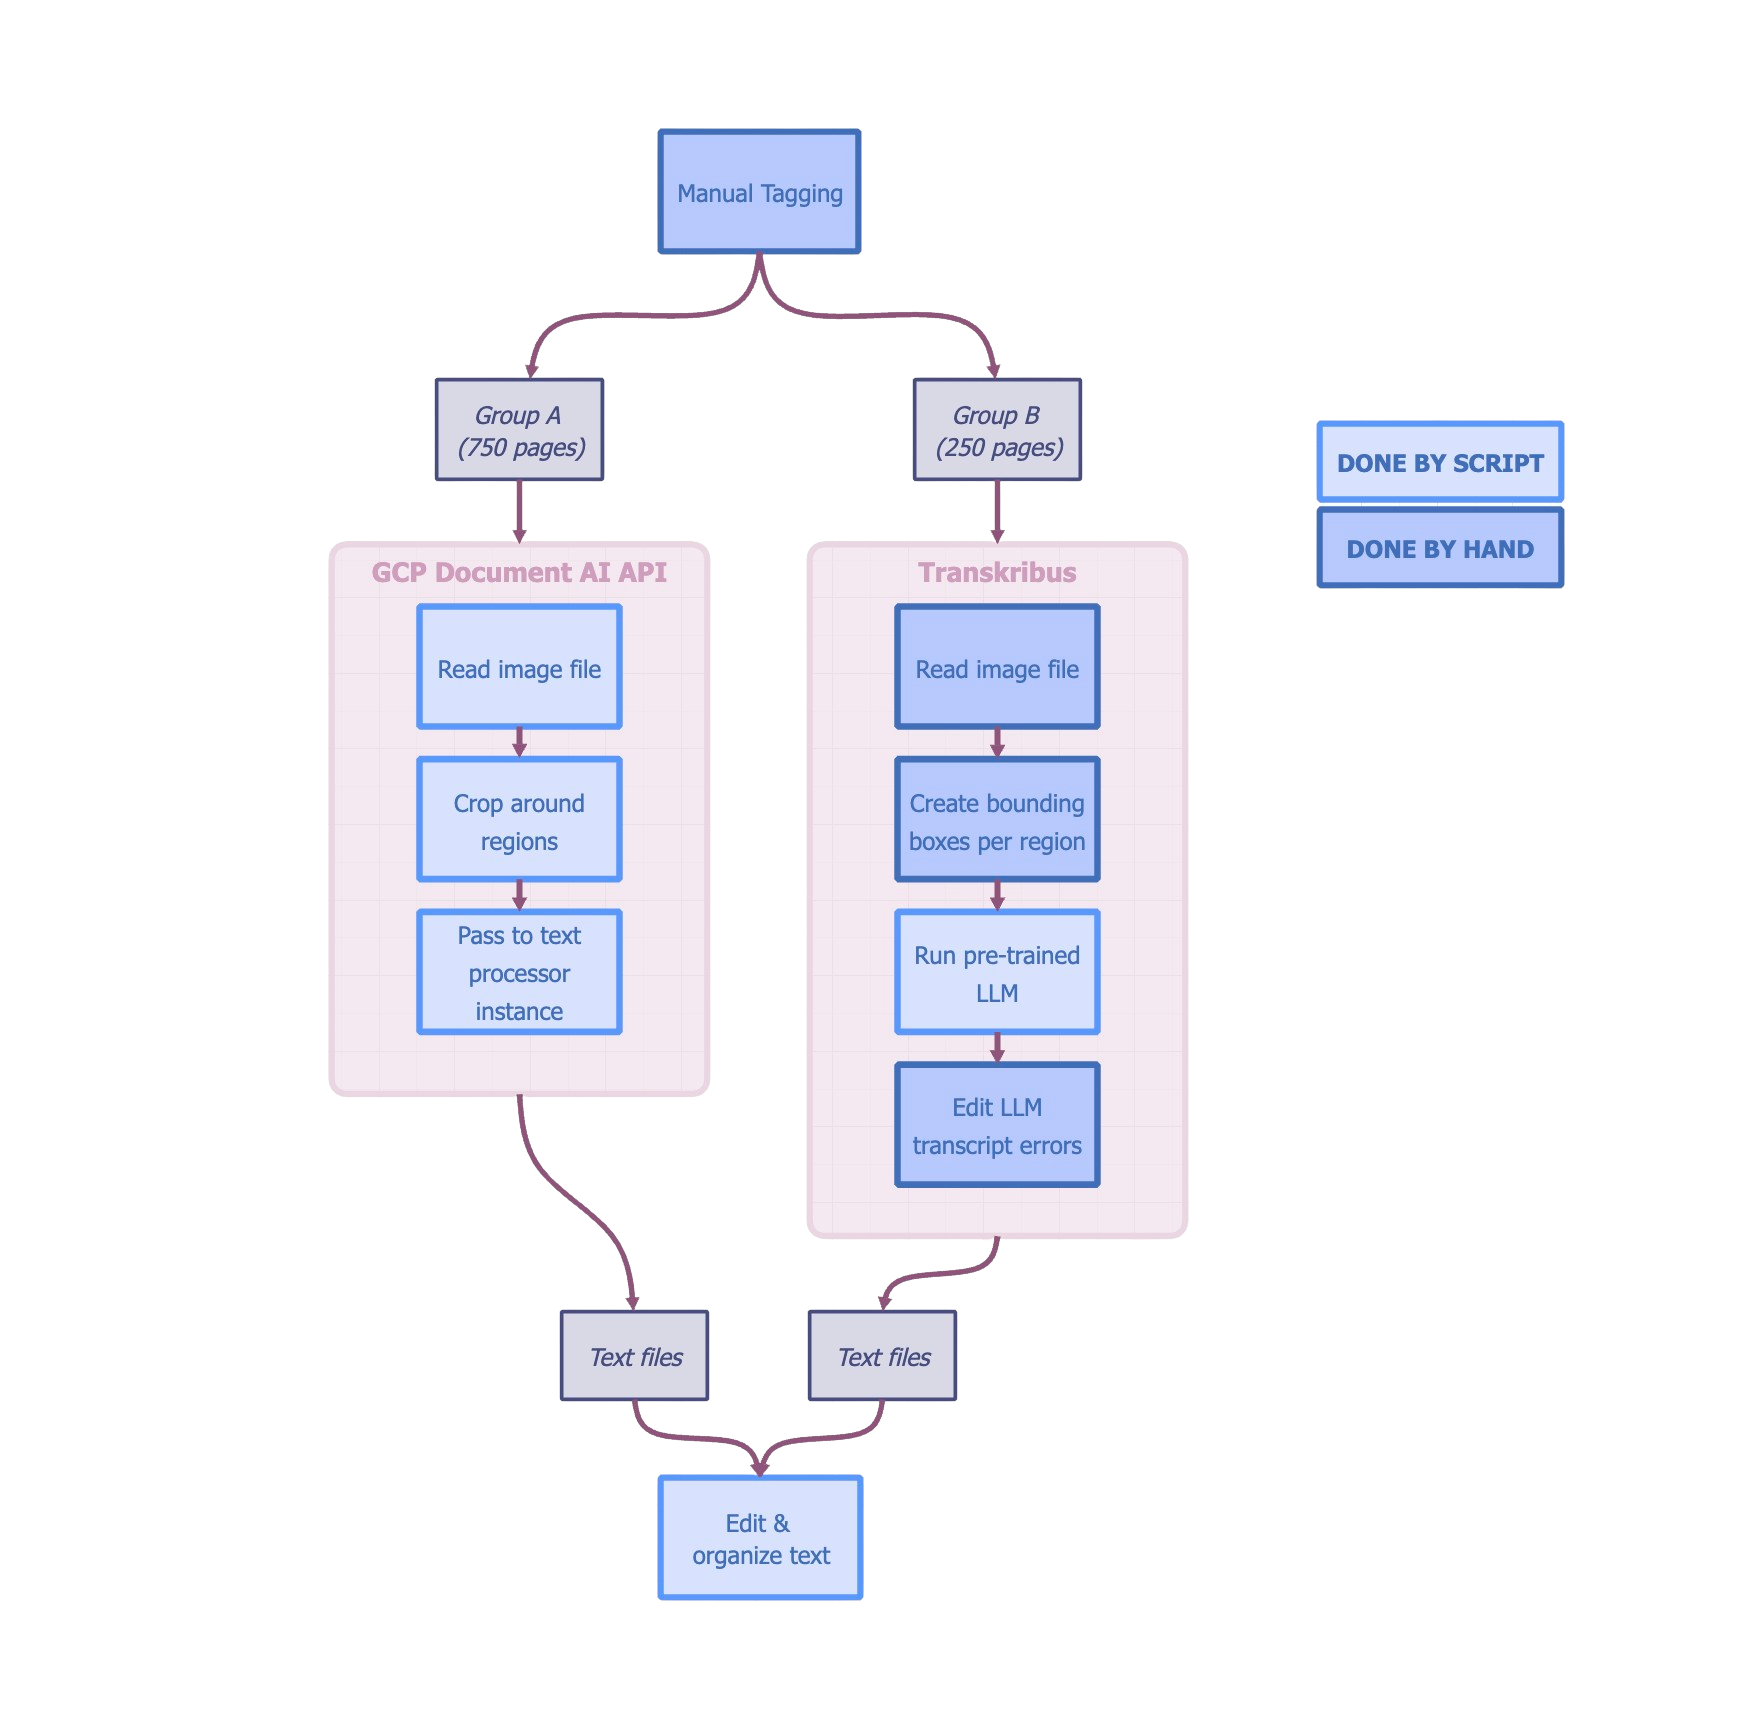 Manual Tagging
Group A
(750 pages)
Group B
(250 pages)
DONE BY SCRIPT
DONE BY HAND
GCP Document AI API
Read image file
Crop around
regions
Pass to text
processor
instance
Transkribus
Read image file
Create bounding
boxes per region
Run pre-trained
LLM
Edit LLM
transcript errors
Text files
Text files
Edit &
organize text